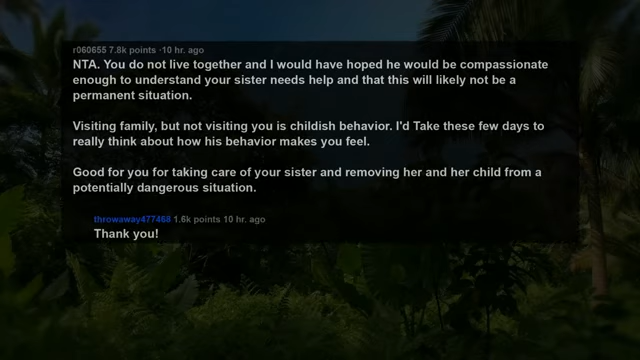 r060655 7.8k points ·10 hr. ago
NTA. You do not live together and I would have hoped he would be compassionate
enough to understand your sister needs help and that this will likely not be a
permanent situation.
Visiting family, but not visiting you is childish behavior. I'd Take these few days to
really think about how his behavior makes you feel.
Good for you for taking care of your sister and removing her and her child from a
potentially dangerous situation.
throwaway477468 1.6k points 10 hr. ago
Thank you!